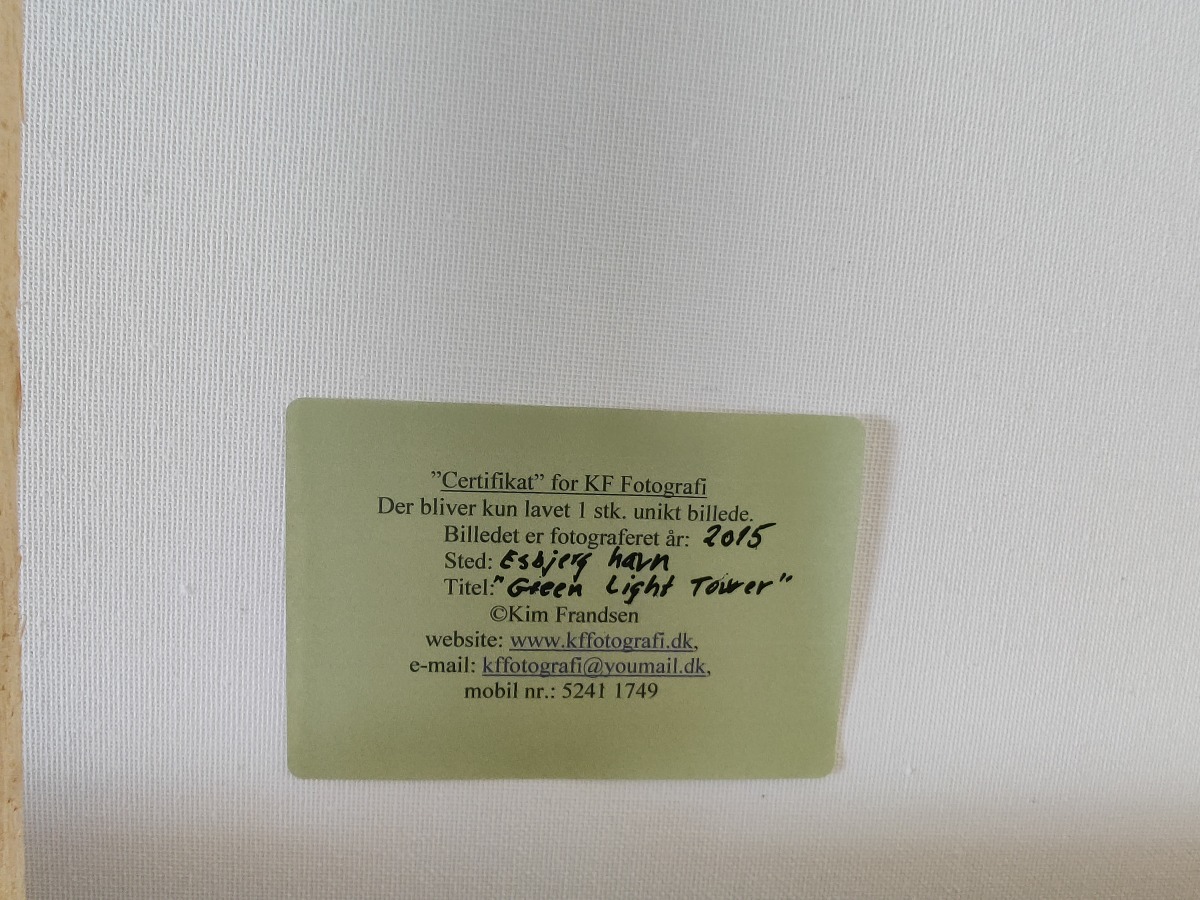 ”Certifikat” for KF Fotografi
Der bliver kun lavet 1 stk. unikt billede.
Billedet er fotograferet år: 2015
Sted: Esbjerg havn
Titel:"Green Light Tower"
©Kim Frandsen
website: www.kffotografi.dk,
e-mail: kffotografi@youmail.dk,
mobil nr.: 5241 1749